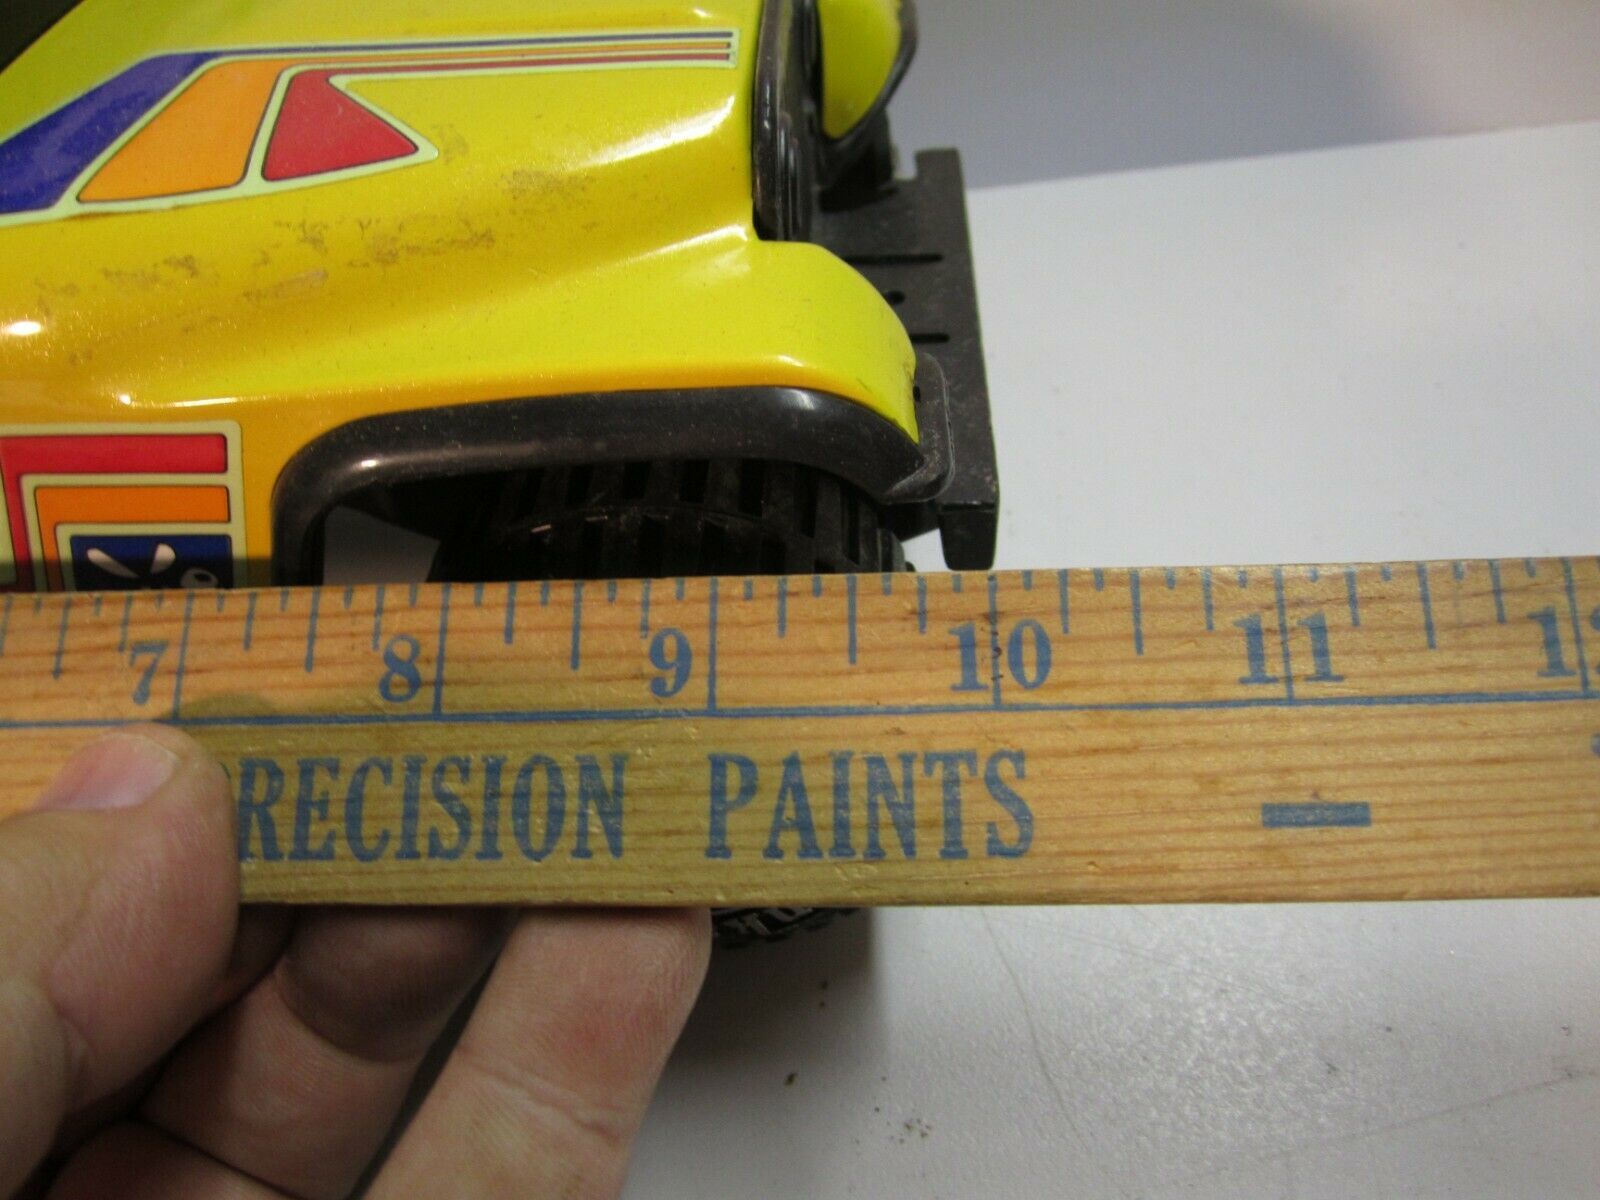 7 8 9 10 11 1
RECISION PAINTS